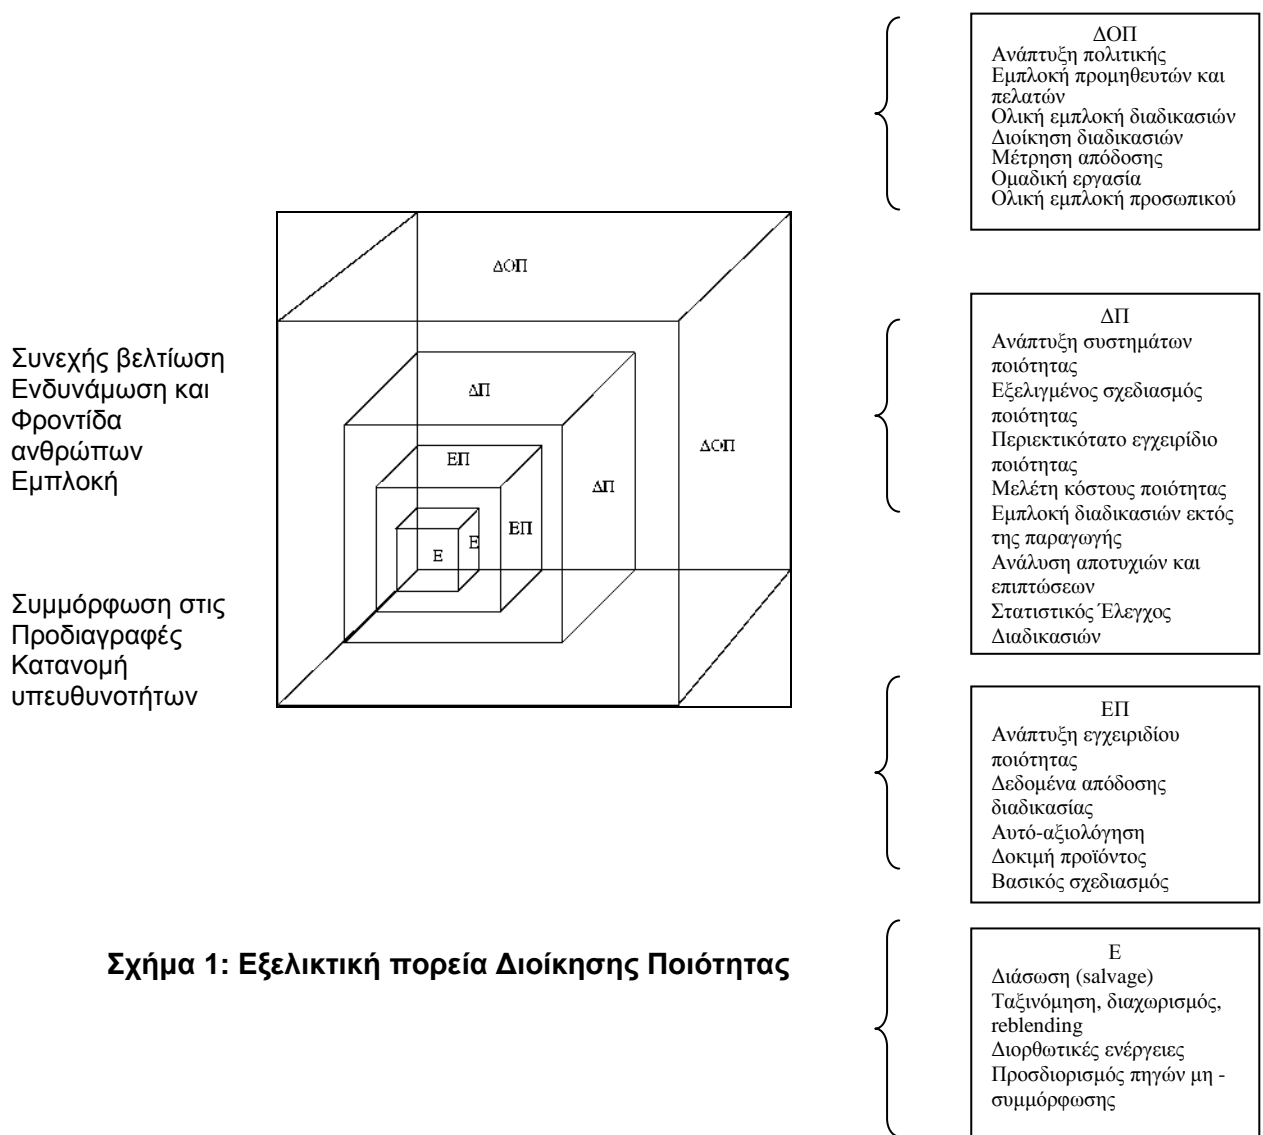 ΔΟΠ
Ανάπτυξη πολιτικής
Εμπλοκή προμηθευτών και
πελατών
Ολική εμπλοκή διαδικασιών
Διοίκηση διαδικασιών
Μέτρηση απόδοσης
Ομαδική εργασία
Ολική εμπλοκή προσωπικού
Συνεχής βελτίωση
Ενδυνάμωση και
Φροντίδα
ανθρώπων
Εμπλοκή
Συμμόρφωση στις
Προδιαγραφές
Κατανομή
υπευθυνοτήτων
ΔΟΠ
ΔΟΠ
ΔΠ
ΔΠ
ΕΠ
ΕΠ
Ε
Ε
ΔΠ
Ανάπτυξη συστημάτων
ποιότητας
Εξελιγμένος σχεδιασμός
ποιότητας
Περιεκτικότατο εγχειρίδιο
ποιότητας
Μελέτη κόστους ποιότητας
Εμπλοκή διαδικασιών εκτός
της παραγωγής
Ανάλυση αποτυχιών και
επιπτώσεων
Στατιστικός Έλεγχος
Διαδικασιών
ΕΠ
Ανάπτυξη εγχειριδίου
ποιότητας
Δεδομένα απόδοσης
διαδικασίας
Αυτό-αξιολόγηση
Δοκιμή προϊόντος
Βασικός σχεδιασμός
Σχήμα 1: Εξελικτική πορεία Διοίκησης Ποιότητας
Ε
Διάσωση (salvage)
Ταξινόμηση, διαχωρισμός,
reblending
Διορθωτικές ενέργειες
Προσδιορισμός πηγών μη -
συμμόρφωσης